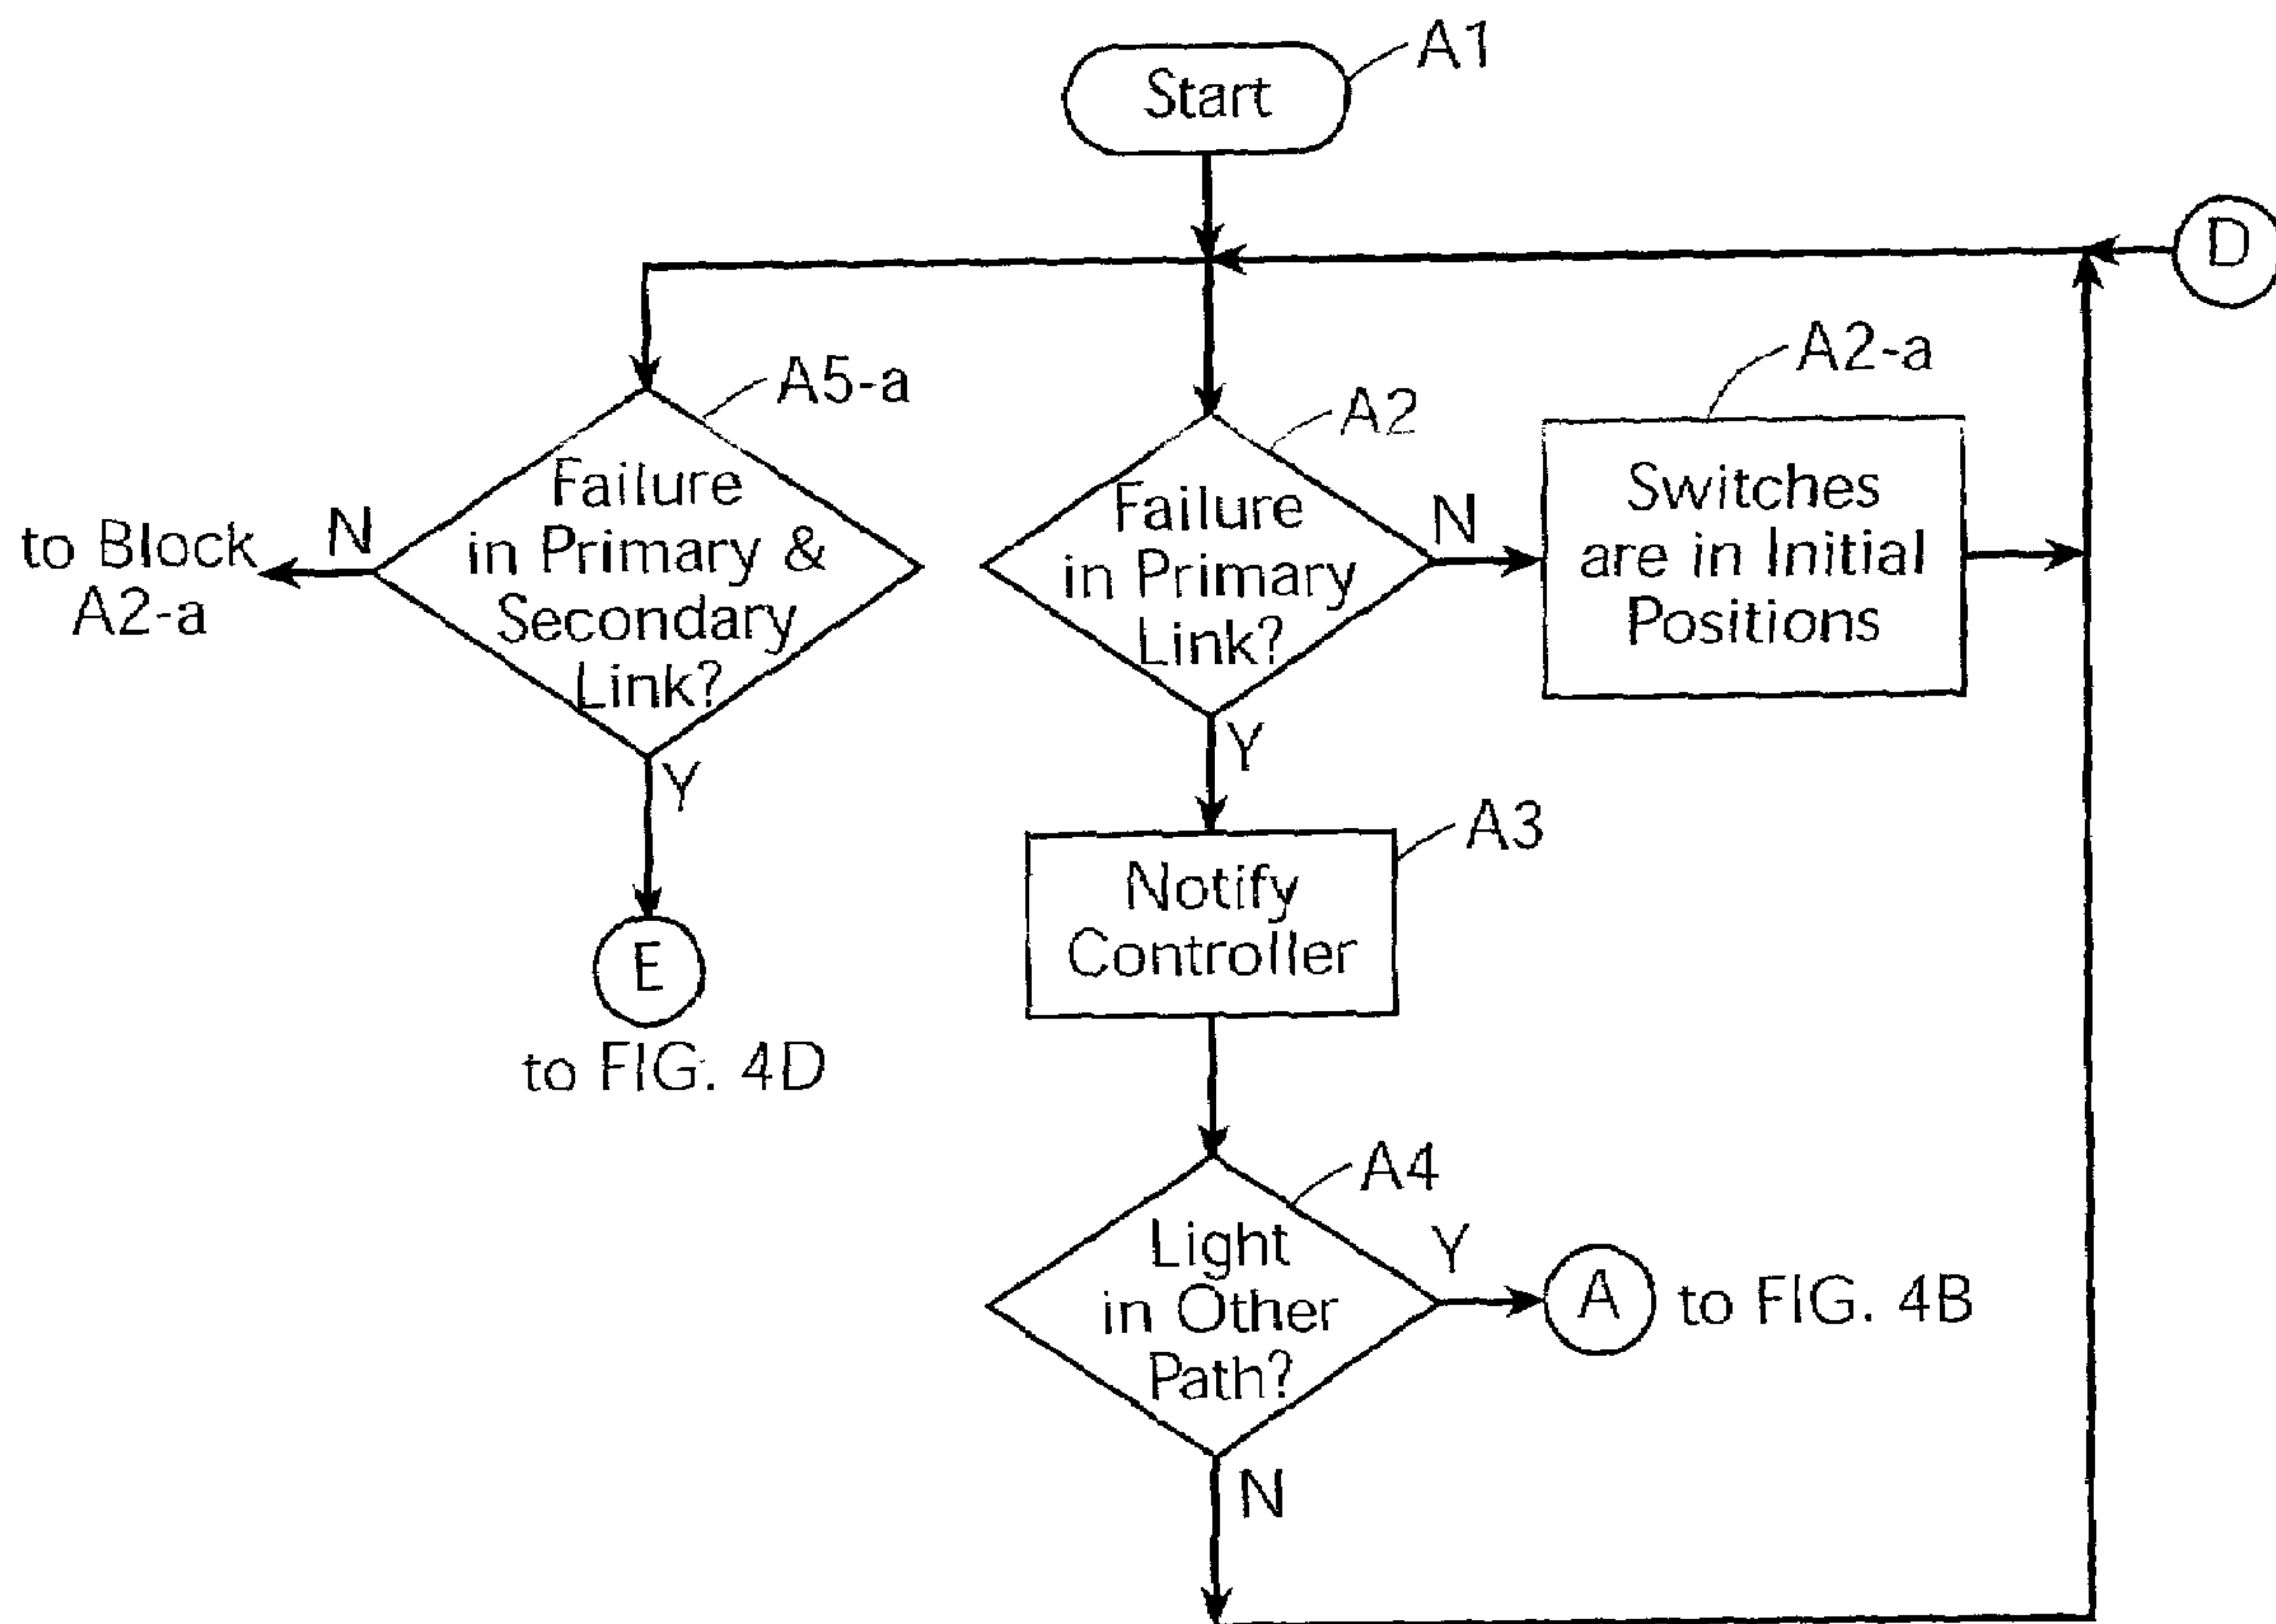 A1
Start
D
A2-a
A5-a
A2
Failure
in Primary &
Secondary
Link?
N
to Block
A2-a
Failure
in Primary
Link?
N
Switches
are in Initial
Positions
Y
Y
A3
Notify
Controller
E
to FIG. 4D
A4
Light
in Other
Path?
Y
A
to FIG. 4B
N